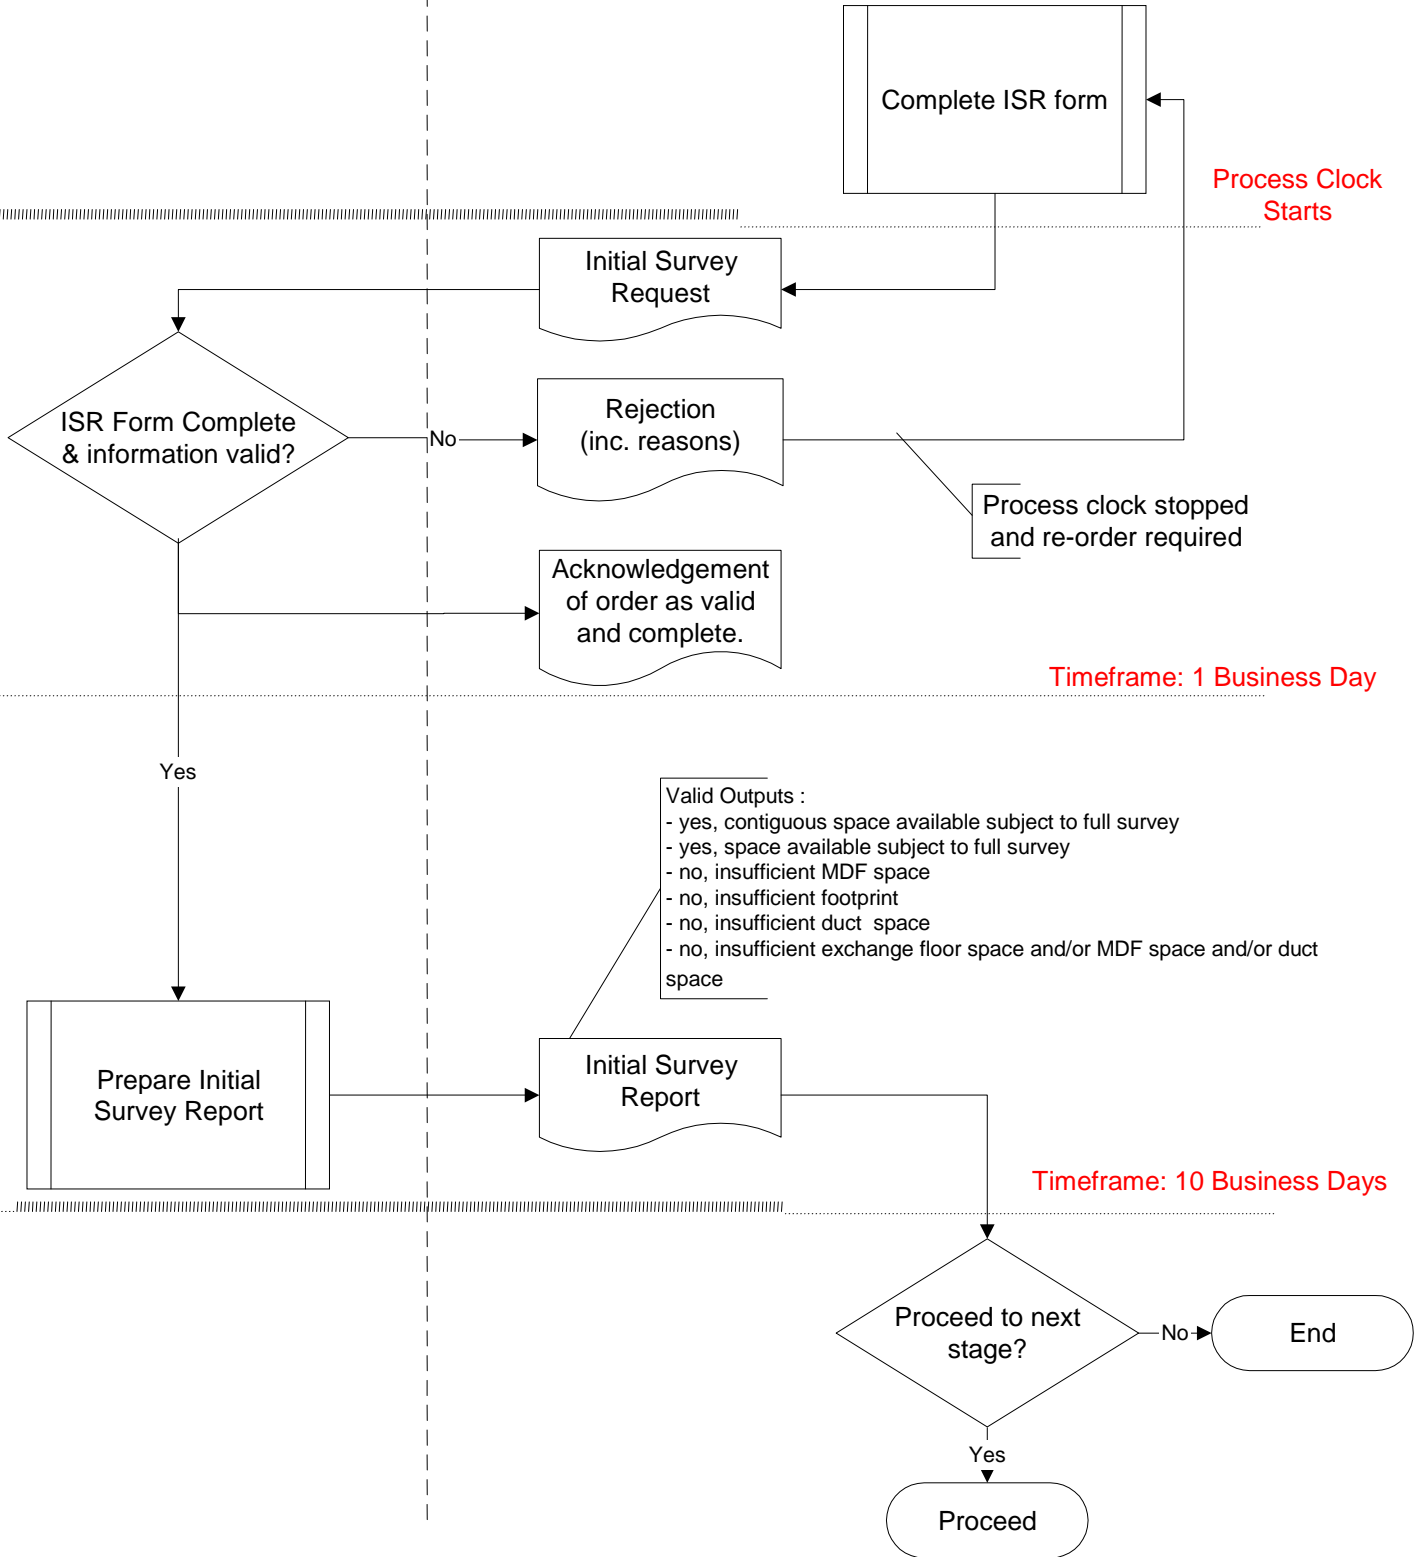 Complete ISR form
Process Clock
Starts
Initial Survey
Request
ISR Form Complete
& information valid?
No
Rejection
(inc. reasons)
Process clock stopped
and re-order required
Acknowledgement
of order as valid
and complete.
Timeframe: 1 Business Day
Yes
Valid Outputs :
- yes, contiguous space available subject to full survey
- yes, space available subject to full survey
- no, insufficient MDF space
- no, insufficient footprint
- no, insufficient duct  space
- no, insufficient exchange floor space and/or MDF space and/or duct
space
Prepare Initial
Survey Report
Initial Survey
Report
Timeframe: 10 Business Days
Proceed to next
stage?
No
End
Yes
Proceed